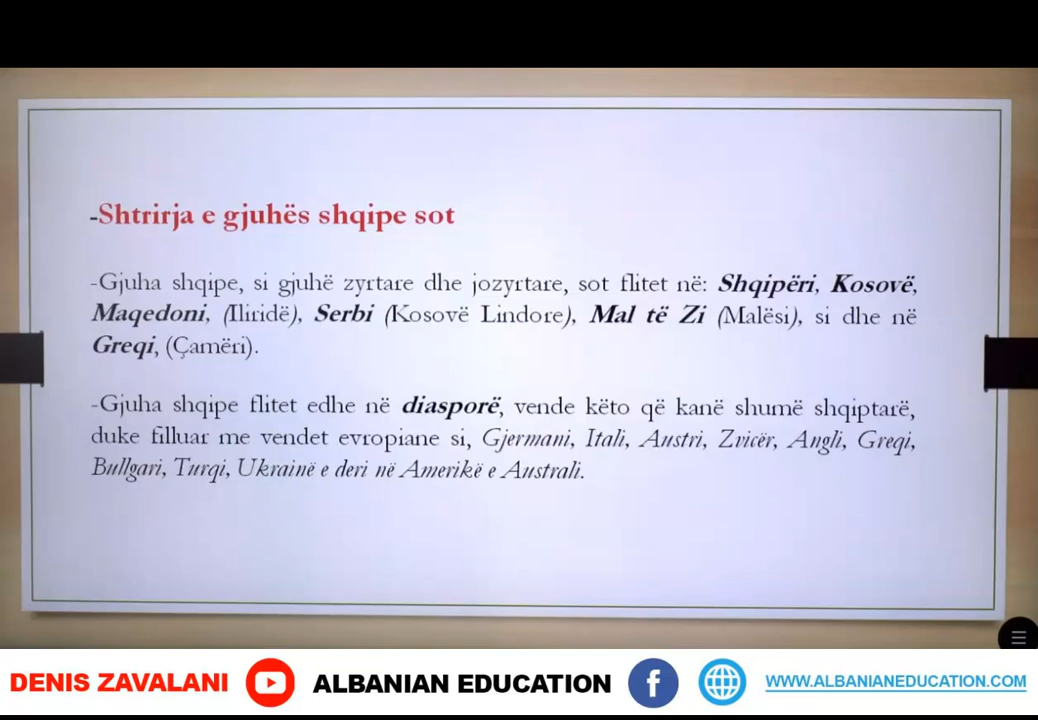 -Shtrirja e gjuhës shqipe sot
-Gjuha shqipe, si gjuhë zyrtare dhe jozyrtare, sot flitet në: Shqipëri, Kosovë,
Maqedoni, (Iliridë), Serbi (Kosovë Lindore), Mal të Zi (Malësi), si dhe në
Greqi, (Çamëri).
-Gjuha shqipe flitet edhe në diasporë, vende këto që kanë shumë shqiptarë,
duke filluar me vendet evropiane si, Gjermani, Itali, Austri, Zvicër, Angli, Greqi,
Bullgari, Turqi, Ukrainë e deri në Amerikë e Australi.
DENIS ZAVALANI ALBANIAN EDUCATION f WWW.ALBANIANEDUCATION.COM